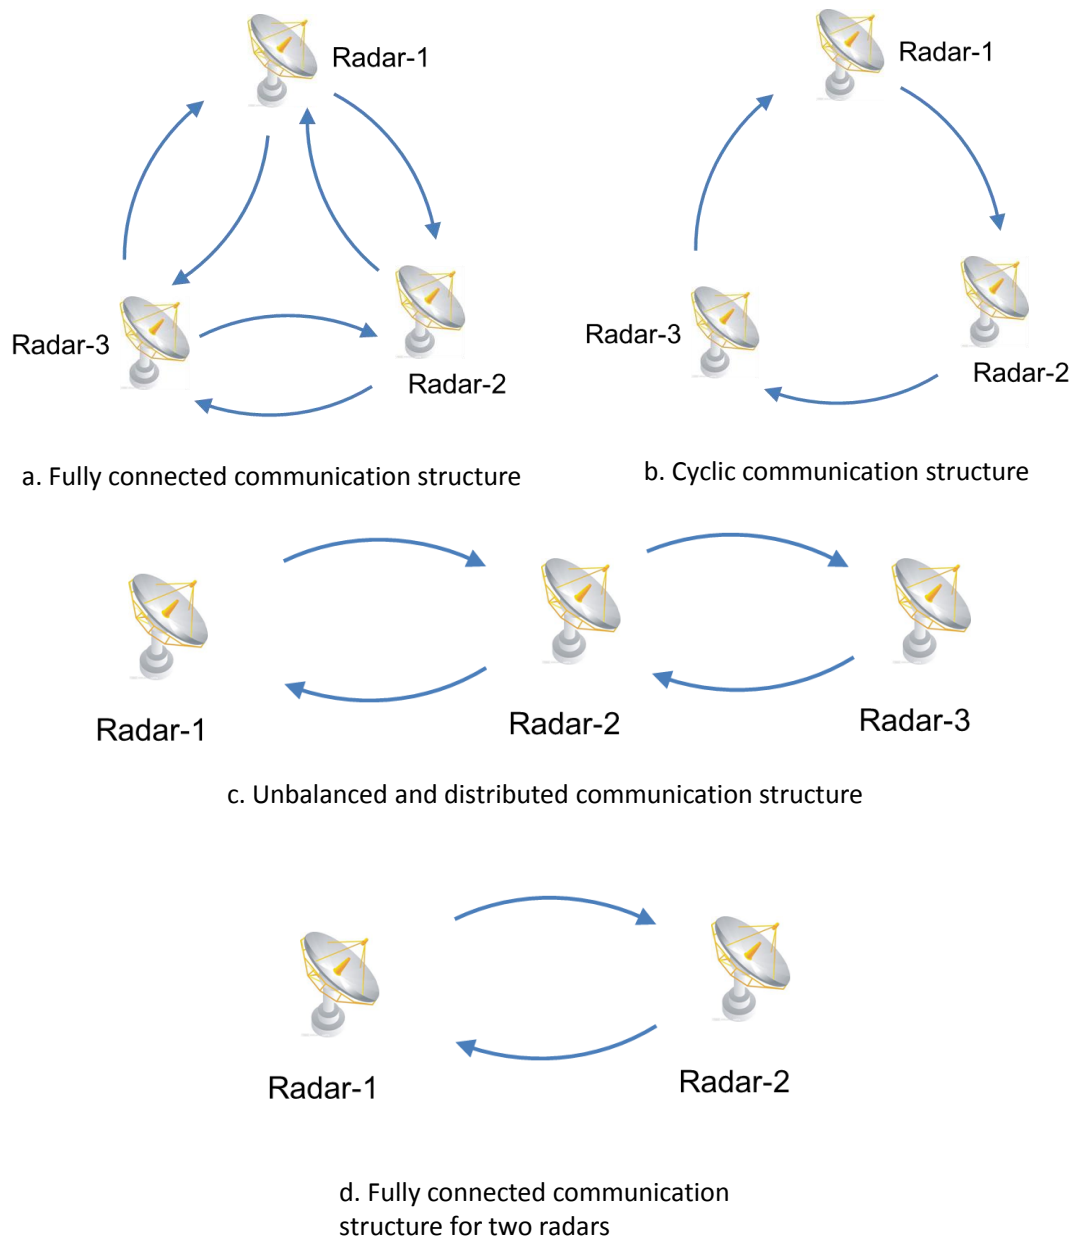 Radar-1
Radar-3
Radar-2
a. Fully connected communication structure
Radar-1
Radar-3
Radar-2
b. Cyclic communication structure
Radar-1
Radar-2
Radar-3
c. Unbalanced and distributed communication structure
Radar-1
Radar-2
d. Fully connected communication
structure for two radars